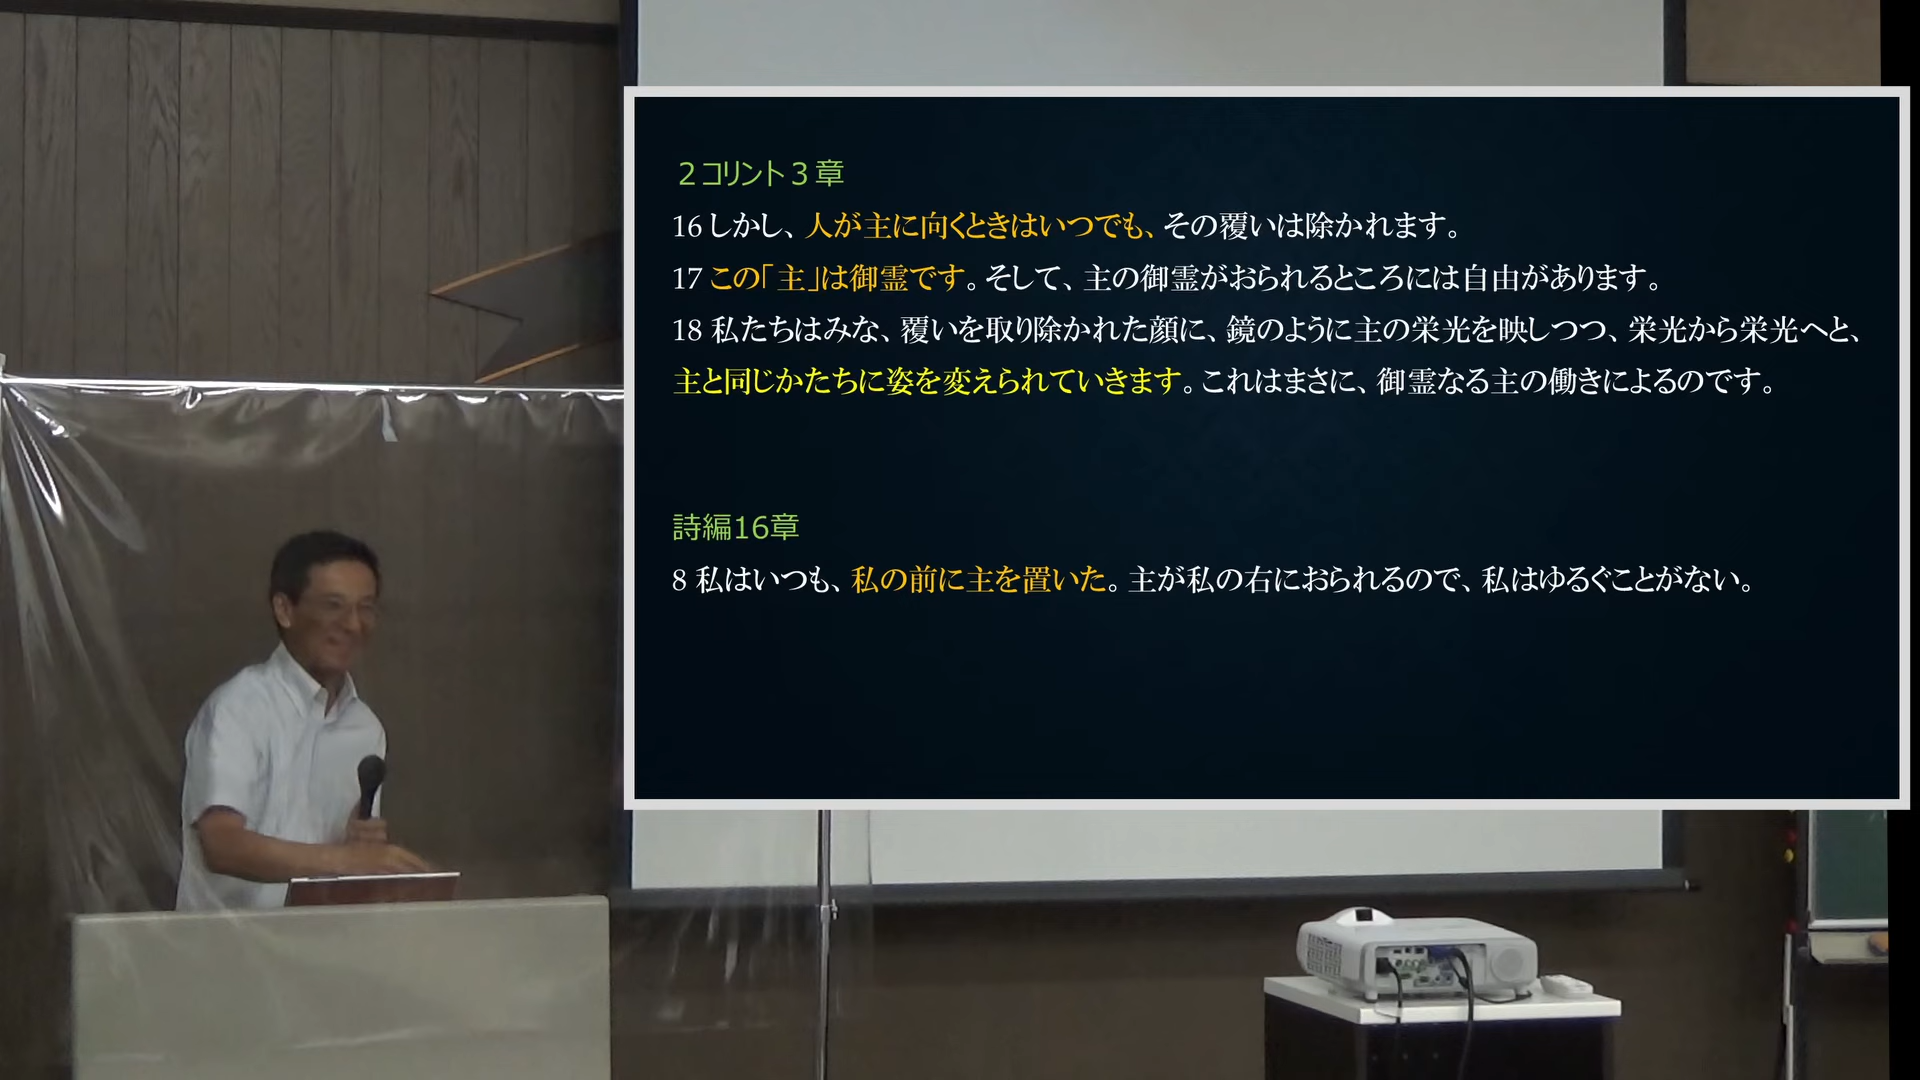 ２コリント３章
16 しかし、人が主に向くときはいつでも、その覆いは除かれます。
17 この「主」は御霊です。そして、主の御霊がおられるところには自由があります。
18 私たちはみな、覆いを取り除かれた顔に、鏡のように主の栄光を映しつつ、栄光から栄光へと、
主と同じかたちに姿を変えられていきます。これはまさに、御霊なる主の働きによるのです。
詩編16章
8 私はいつも、私の前に主を置いた。主が私の右におられるので、私はゆるぐことがない。